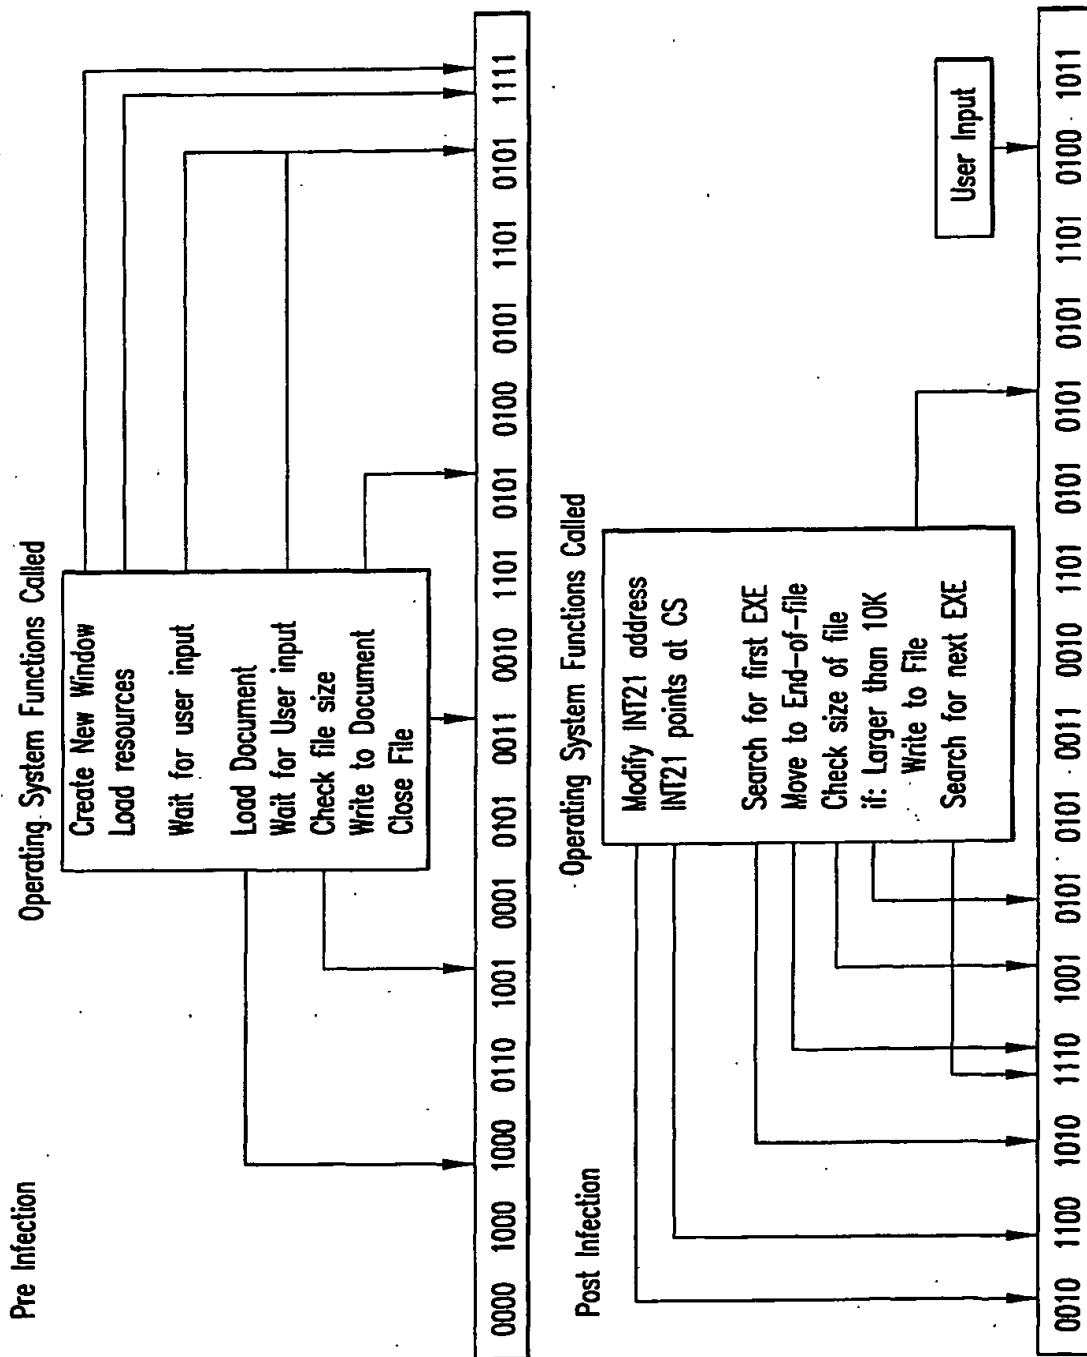 Pre Infection
Operating System Functions Called
Create New Window
Load resources
Wait for user input
Load Document
Wait for User input
Check file size
Write to Document
Close File
0000 1000 1000 0110 1001 0001 0101 0011 0010 1101 0101 0100 0101 1101 0101 1111
Post Infection
Operating System Functions Called
Modify INT21 address
INT21 points at CS
Search for first EXE
Move to End-of-file
Check size of file
if: Larger than 10K
Write to File
Search for next EXE
User Input
0010 1100 1010 1110 1001 0101 0101 0011 0010 1101 0101 0101 0101 1101 0100 1011